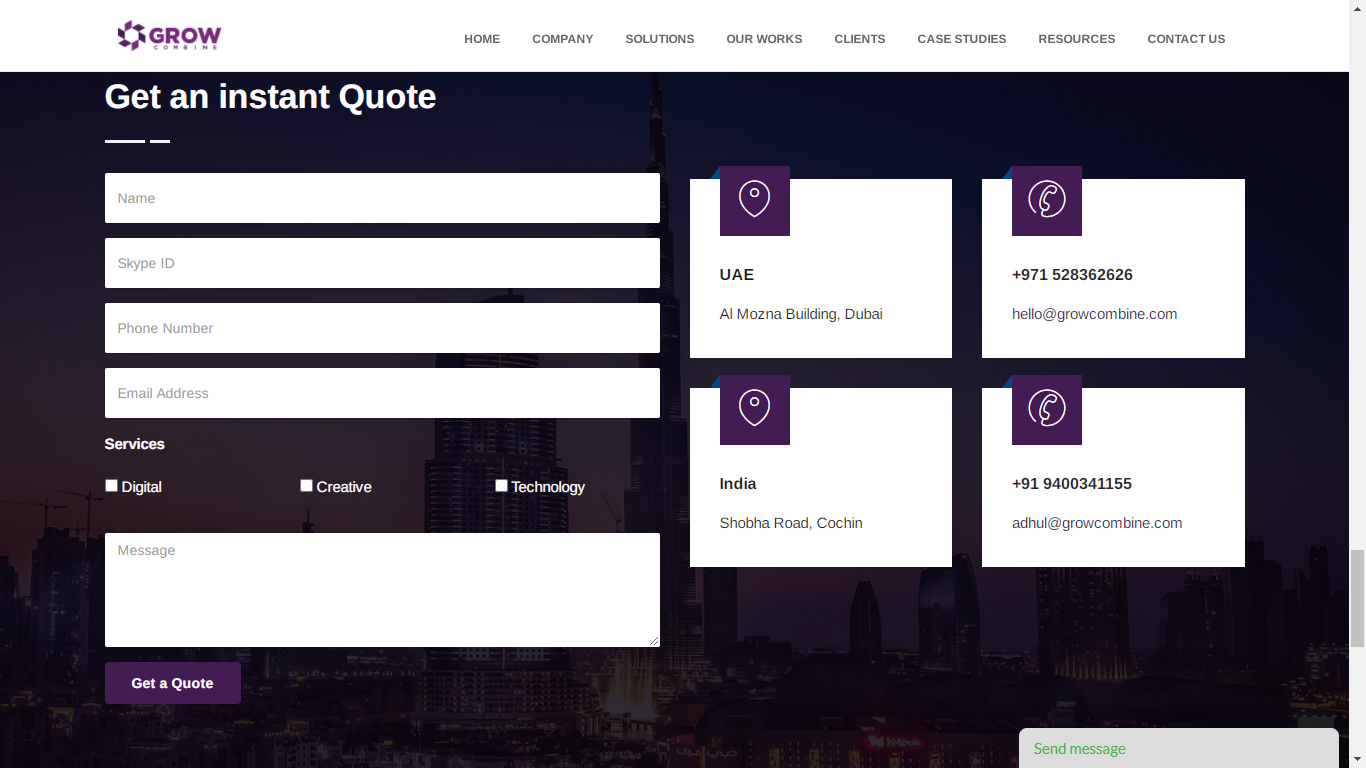 GROW
COMBINE
HOME COMPANY SOLUTIONS OUR WORKS CLIENTS CASE STUDIES RESOURCES CONTACT US
Get an instant Quote
Name
Skype ID
Phone Number
Email Address
Services
Digital Creative Technology
Message
Get a Quote
UAE
Al Mozna Building, Dubai
+971 528362626
hello@growcombine.com
India
Shobha Road, Cochin
+91 9400341155
adhul@growcombine.com
Send message